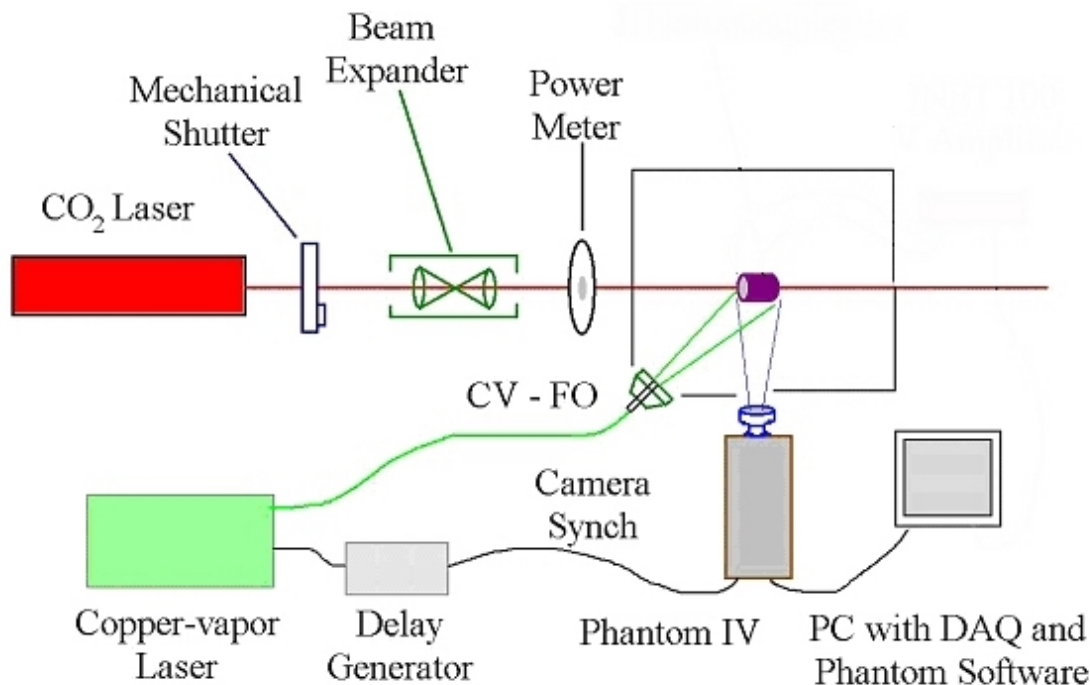 Beam
Expander
Mechanical
Shutter
Power
Meter
CO₂ Laser
CV - FO
Camera
Synch
Copper-vapor
Laser
Delay
Generator
Phantom IV
PC with DAQ and
Phantom Software